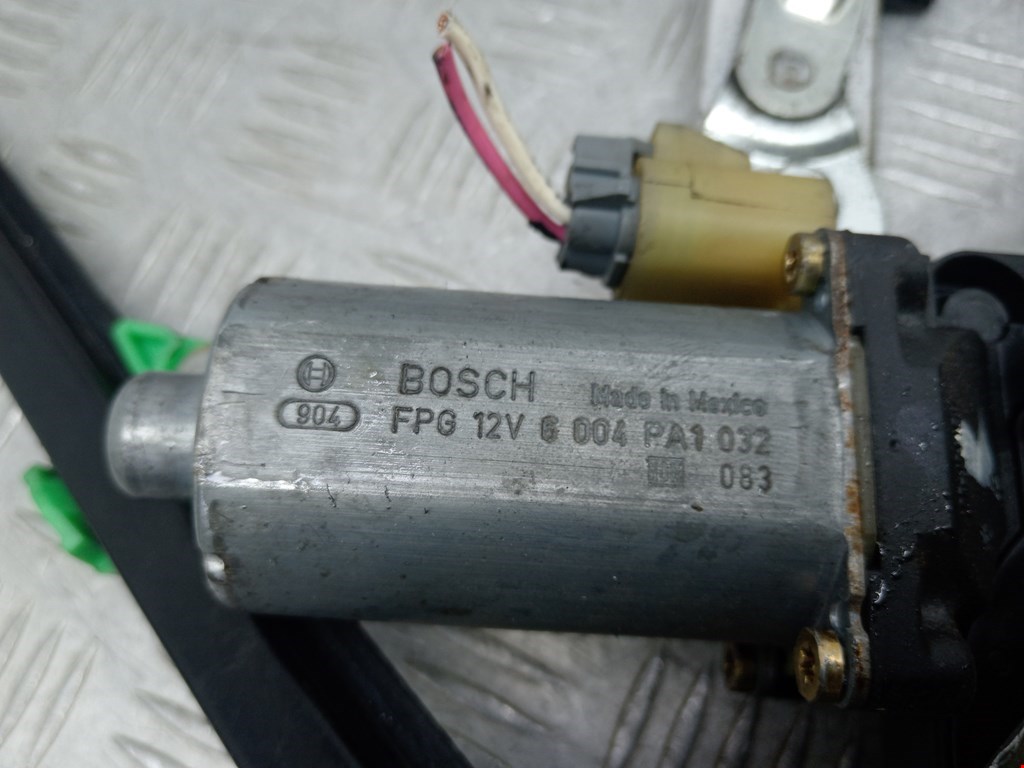 BOSCH Made in Mexico
904 FPG 12V 6 004 PA1 032
083